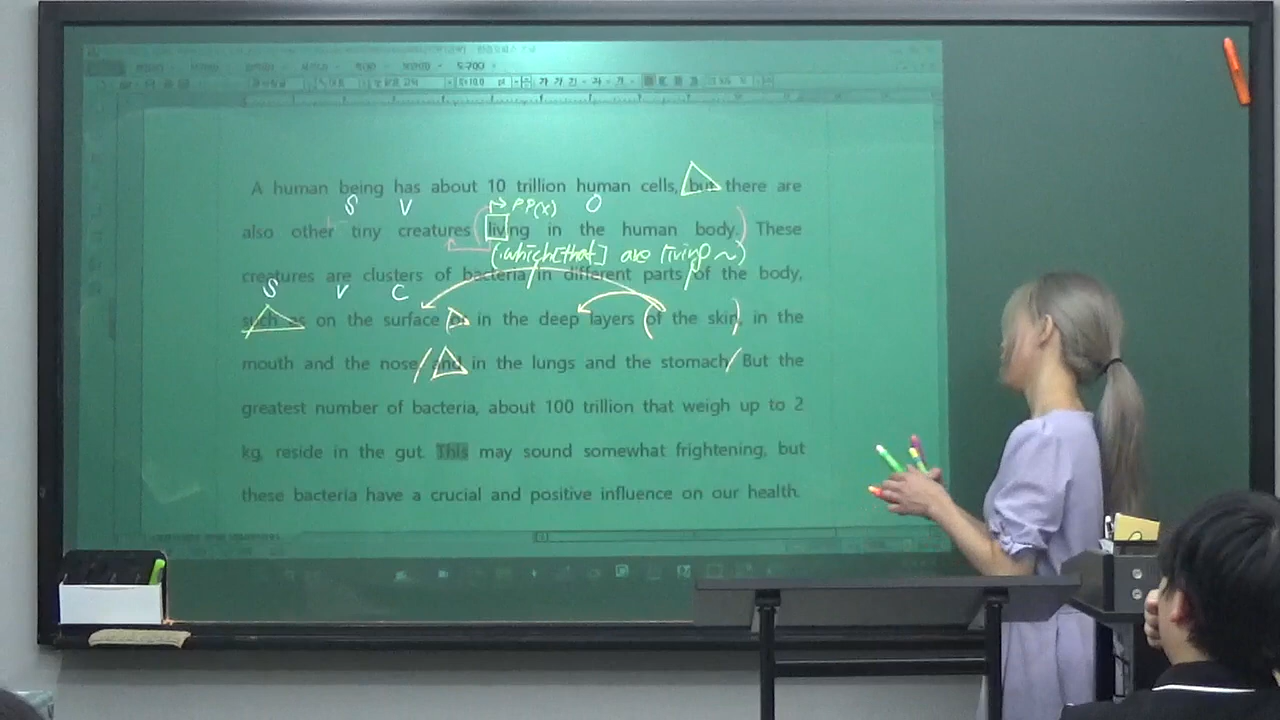 A human being has about 10 trillion human cells, but there are
S V PP(X) O
also other tiny creatures living in the human body. These
(which[that] are living ~)
creatures are clusters of bacteria in different parts of the body,
S V C
such as on the surface or in the deep layers of the skin, in the
mouth and the nose, and in the lungs and the stomach. But the
greatest number of bacteria, about 100 trillion that weigh up to 2
kg, reside in the gut. This may sound somewhat frightening, but
these bacteria have a crucial and positive influence on our health.